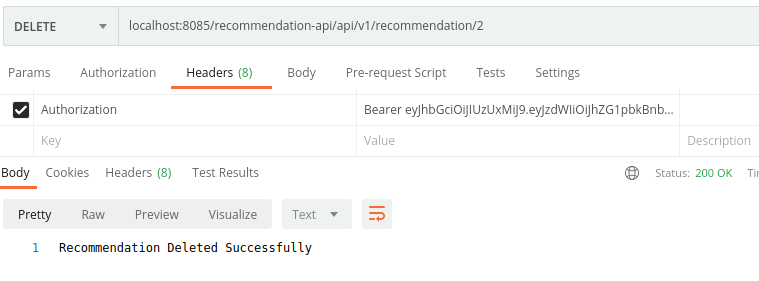 DELETE localhost:8085/recommendation-api/api/v1/recommendation/2
Params Authorization Headers (8) Body Pre-request Script Tests Settings
Authorization Bearer eyJhbGciOiJIUzUxMiJ9.eyJzdWIiOiJhZG1pbkBnb...
Key Value Description
Body Cookies Headers (8) Test Results Status: 200 OK Tir
Pretty Raw Preview Visualize Text
1 Recommendation Deleted Successfully